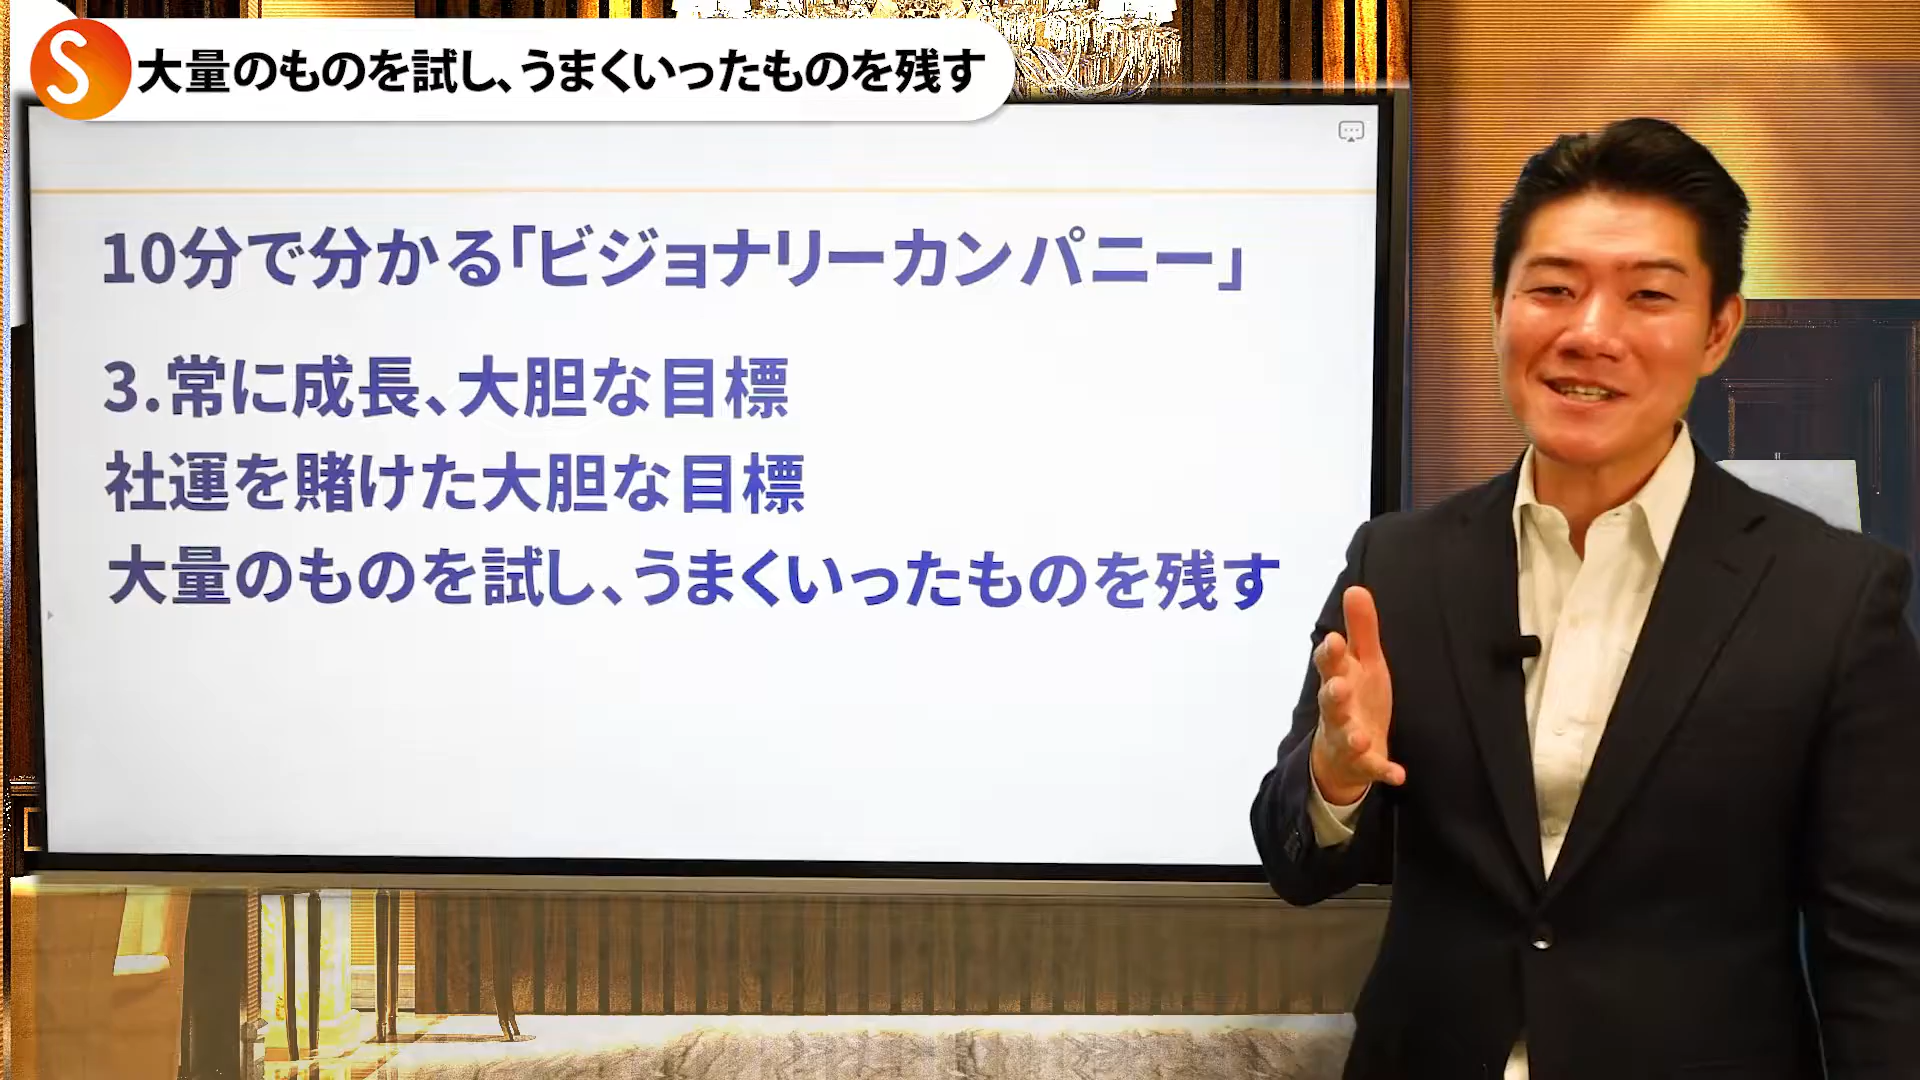 S
大量のものを試し、うまくいったものを残す
10分で分かる「ビジョナリーカンパニー」
3.常に成長、大胆な目標
社運を賭けた大胆な目標
大量のものを試し、うまくいったものを残す